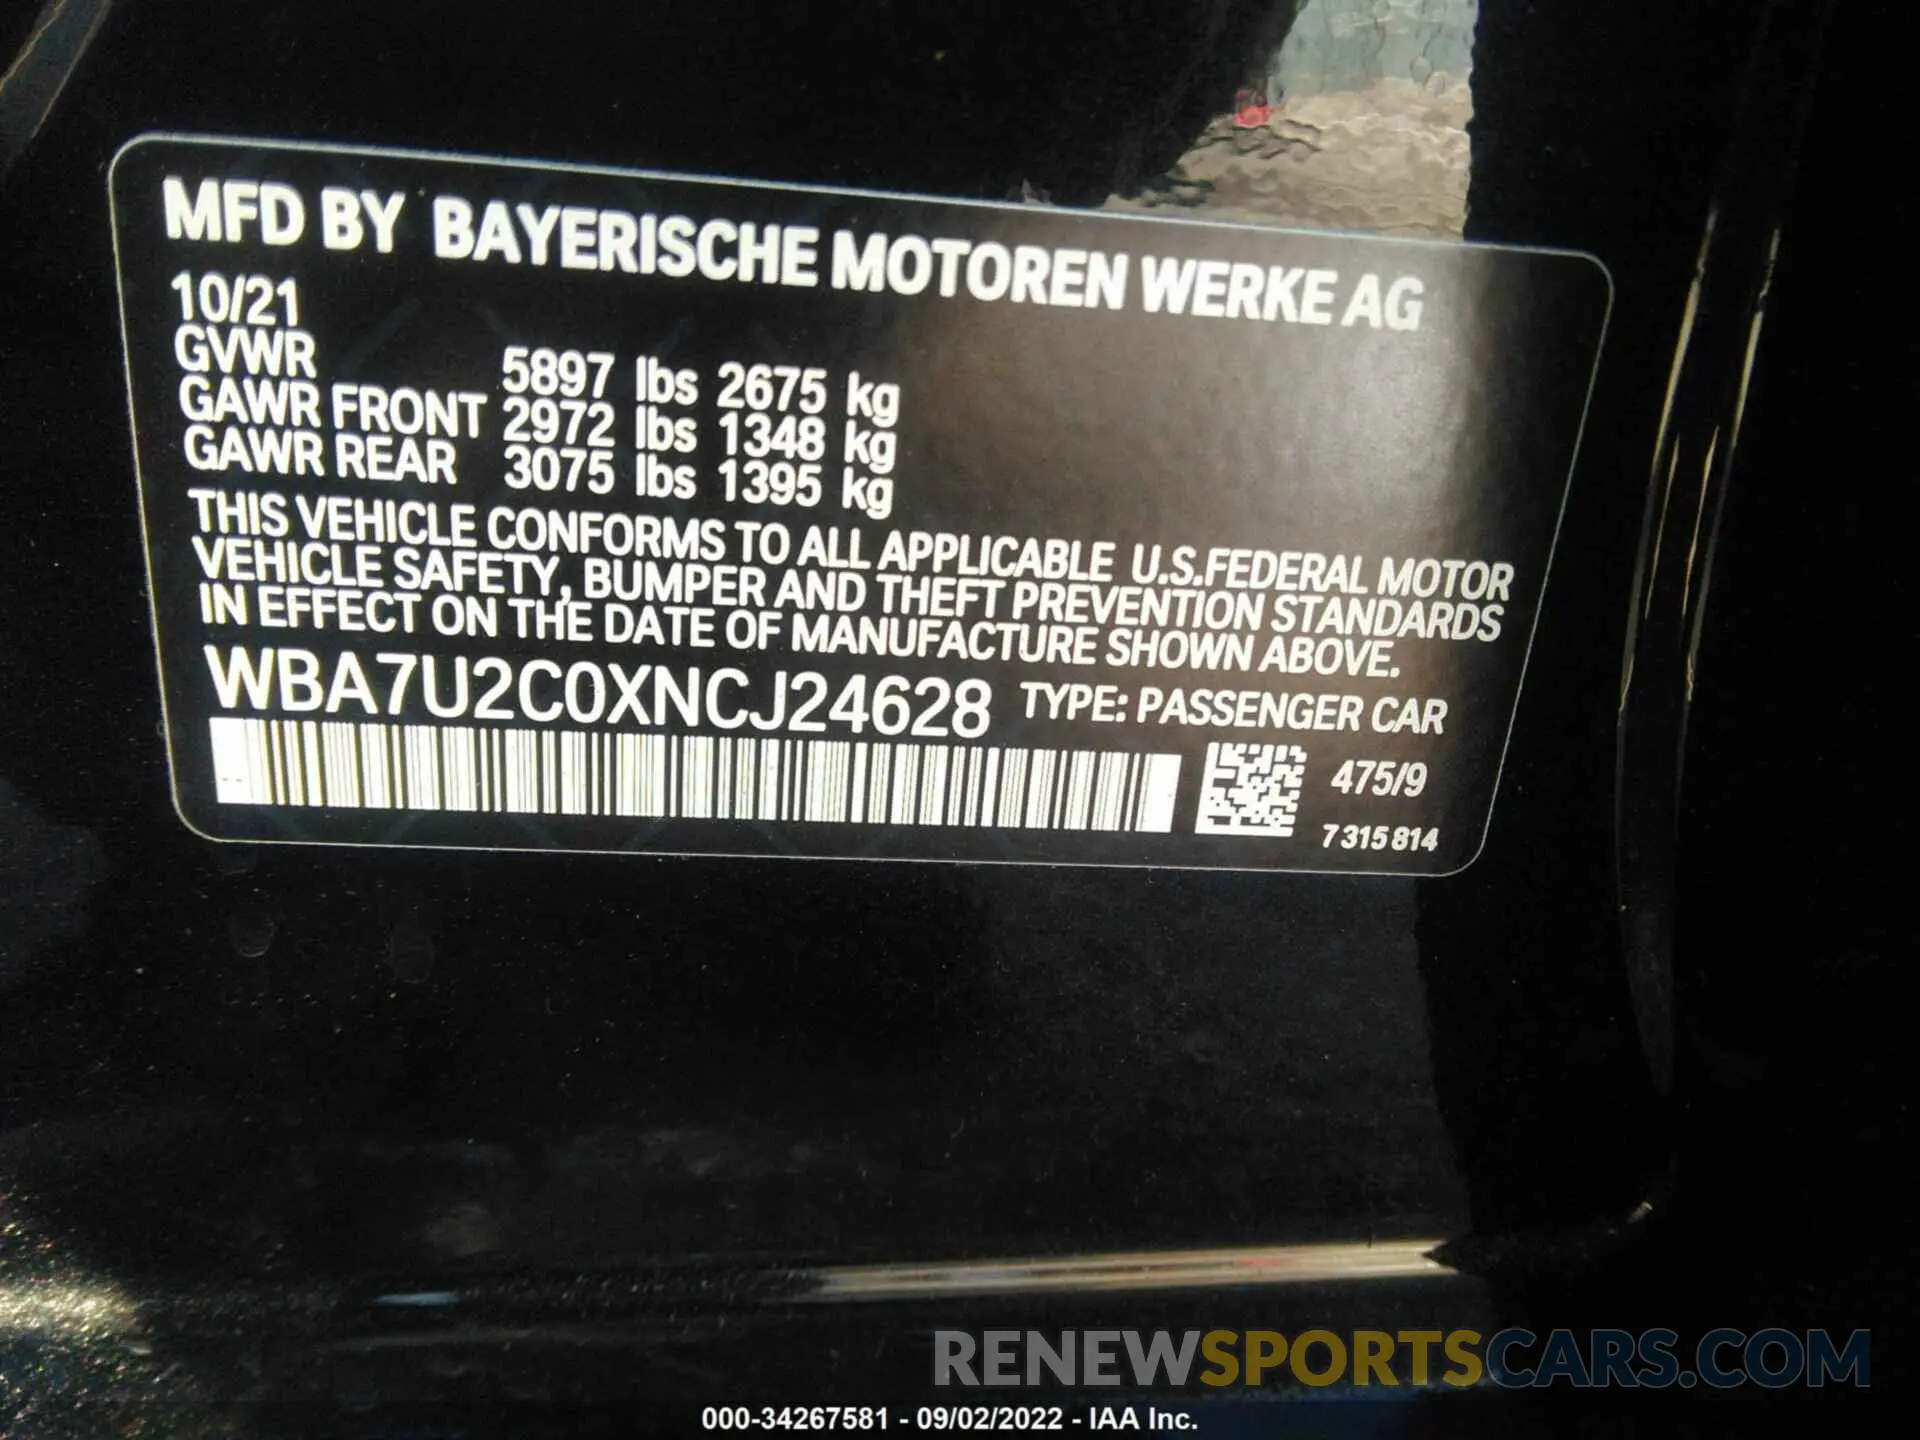 MFD BY BAYERISCHE MOTOREN WERKE AG
10/21
GVWR 5897 lbs 2675 kg
GAWR FRONT 2972 lbs 1348 kg
GAWR REAR 3075 lbs 1395 kg
THIS VEHICLE CONFORMS TO ALL APPLICABLE U.S.FEDERAL MOTOR
VEHICLE SAFETY, BUMPER AND THEFT PREVENTION STANDARDS
IN EFFECT ON THE DATE OF MANUFACTURE SHOWN ABOVE.
WBA7U2C0XNCJ24628 TYPE: PASSENGER CAR
475/9
7315814
RENEWSPORTSCARS.COM
000-34267581 - 09/02/2022 - IAA Inc.